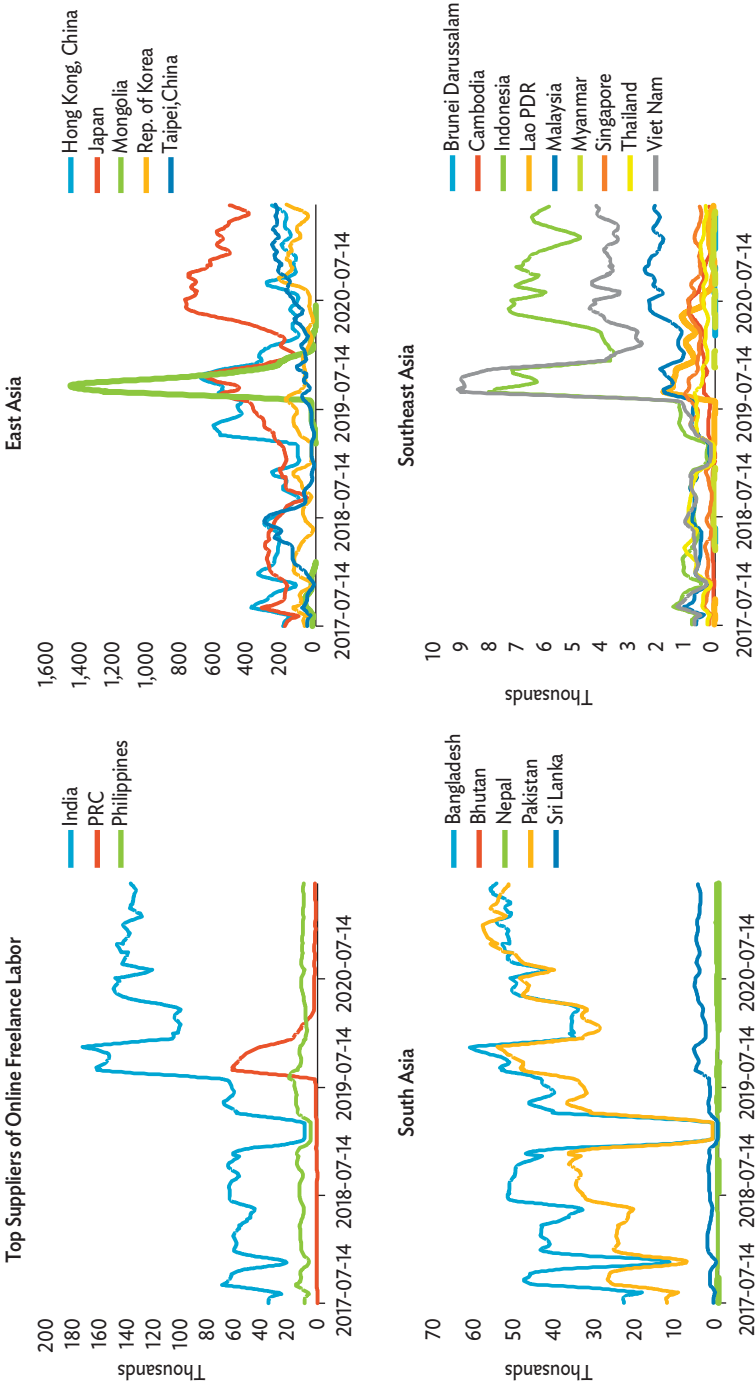 Top Suppliers of Online Freelance Labor
200
180
160
140
120
100
80
60
40
20
0
Thousands
2017-07-14
2018-07-14
2019-07-14
2020-07-14
India
PRC
Philippines
East Asia
1,600
1,400
1,200
1,000
800
600
400
200
0
2017-07-14
2018-07-14
2019-07-14
2020-07-14
Hong Kong, China
Japan
Mongolia
Rep. of Korea
Taipei,China
South Asia
70
60
50
40
30
20
10
0
Thousands
2017-07-14
2018-07-14
2019-07-14
2020-07-14
Bangladesh
Bhutan
Nepal
Pakistan
Sri Lanka
Southeast Asia
10
9
8
7
6
5
4
3
2
1
0
Thousands
2017-07-14
2018-07-14
2019-07-14
2020-07-14
Brunei Darussalam
Cambodia
Indonesia
Lao PDR
Malaysia
Myanmar
Singapore
Thailand
Viet Nam